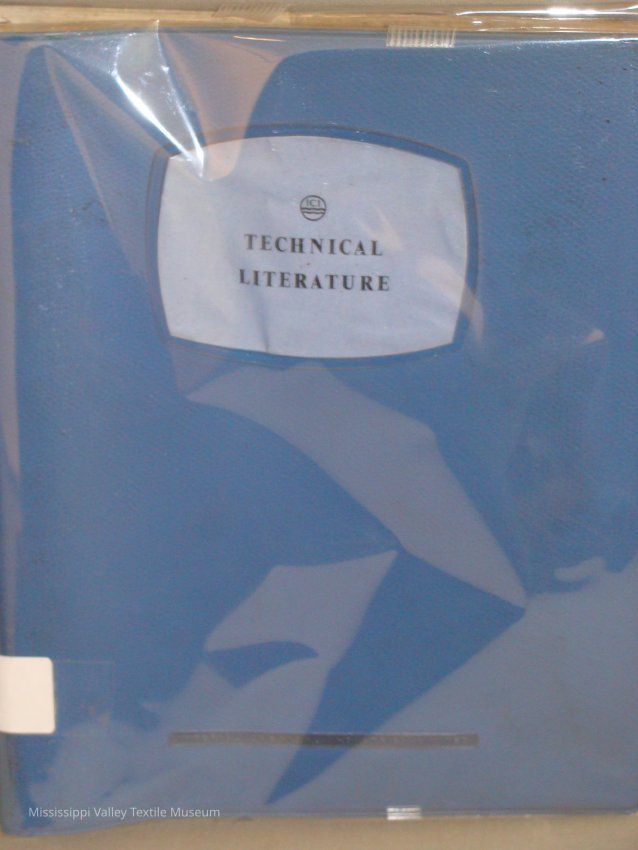 ICI
TECHNICAL
LITERATURE
Mississippi Valley Textile Museum